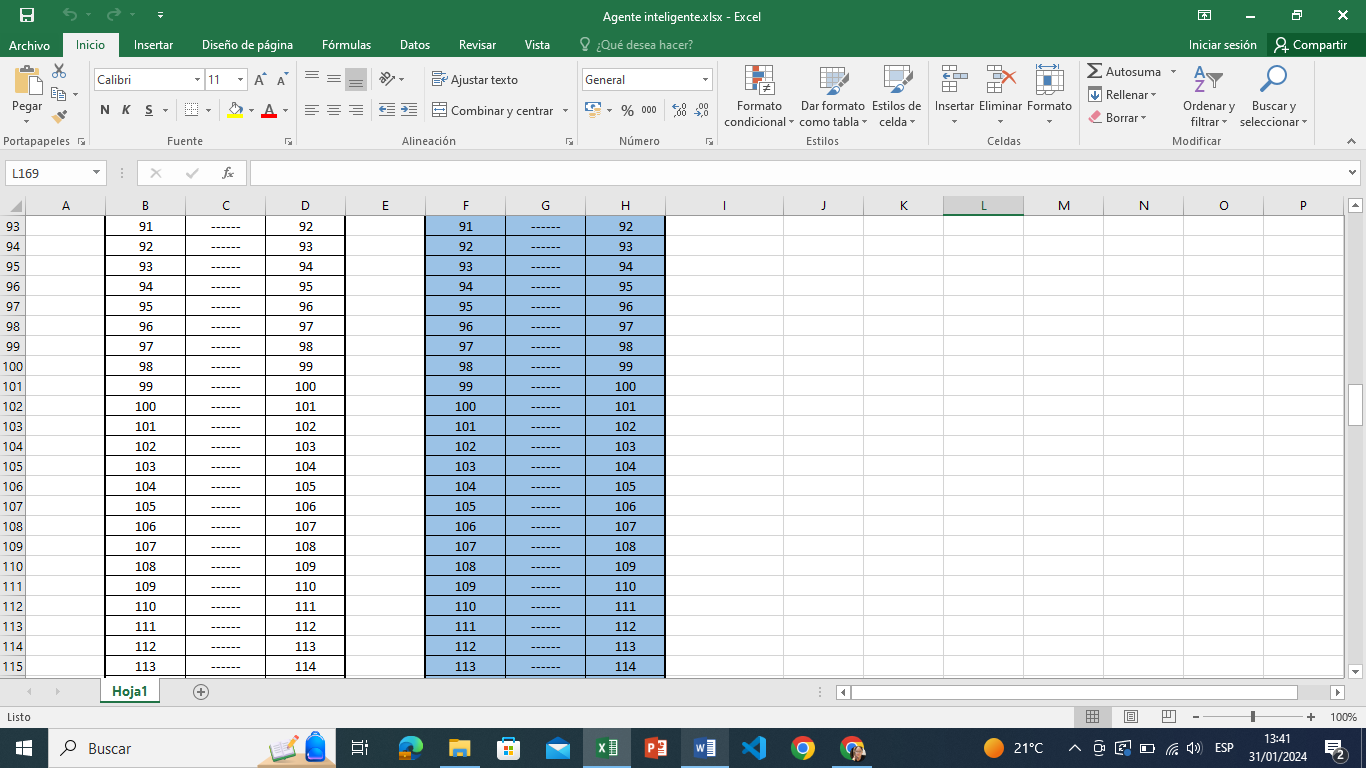 Agente inteligente.xlsx - Excel
Archivo Inicio Insertar Diseño de página Fórmulas Datos Revisar Vista ¿Qué desea hacer? Iniciar sesión Compartir
Pegar
Calibri 11
N K S
Ajustar texto
Combinar y centrar
General
% 000
Formato condicional
Dar formato como tabla
Estilos de celda
Insertar Eliminar Formato
Autosuma
Rellenar
Borrar
Ordenar y filtrar
Buscar y seleccionar
Portapapeles Fuente Alineación Número Estilos Celdas Modificar
L169 fx
A B C D E F G H I J K L M N O P
93 91 ------ 92 91 ------ 92
94 92 ------ 93 92 ------ 93
95 93 ------ 94 93 ------ 94
96 94 ------ 95 94 ------ 95
97 95 ------ 96 95 ------ 96
98 96 ------ 97 96 ------ 97
99 97 ------ 98 97 ------ 98
100 98 ------ 99 98 ------ 99
101 99 ------ 100 99 ------ 100
102 100 ------ 101 100 ------ 101
103 101 ------ 102 101 ------ 102
104 102 ------ 103 102 ------ 103
105 103 ------ 104 103 ------ 104
106 104 ------ 105 104 ------ 105
107 105 ------ 106 105 ------ 106
108 106 ------ 107 106 ------ 107
109 107 ------ 108 107 ------ 108
110 108 ------ 109 108 ------ 109
111 109 ------ 110 109 ------ 110
112 110 ------ 111 110 ------ 111
113 111 ------ 112 111 ------ 112
114 112 ------ 113 112 ------ 113
115 113 ------ 114 113 ------ 114
Hoja1
Listo 100%
Buscar 21°C ESP 13:41
31/01/2024 2